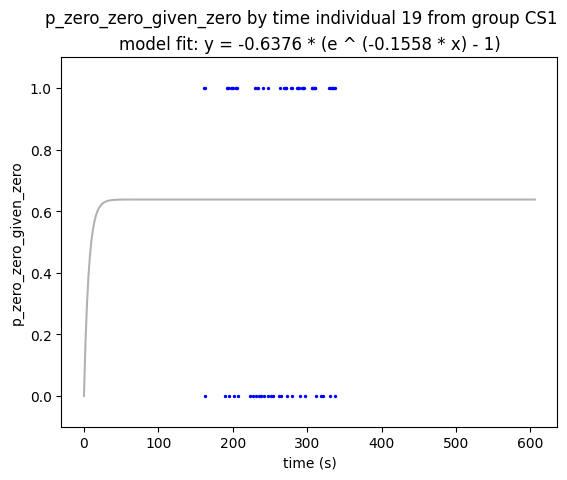 p_zero_zero_given_zero by time individual 19 from group CS1
model fit: y = -0.6376 * (e ^ (-0.1558 * x) - 1)
1.0
0.8
0.6
0.4
0.2
0.0
p_zero_zero_given_zero
0 100 200 300 400 500 600
time (s)